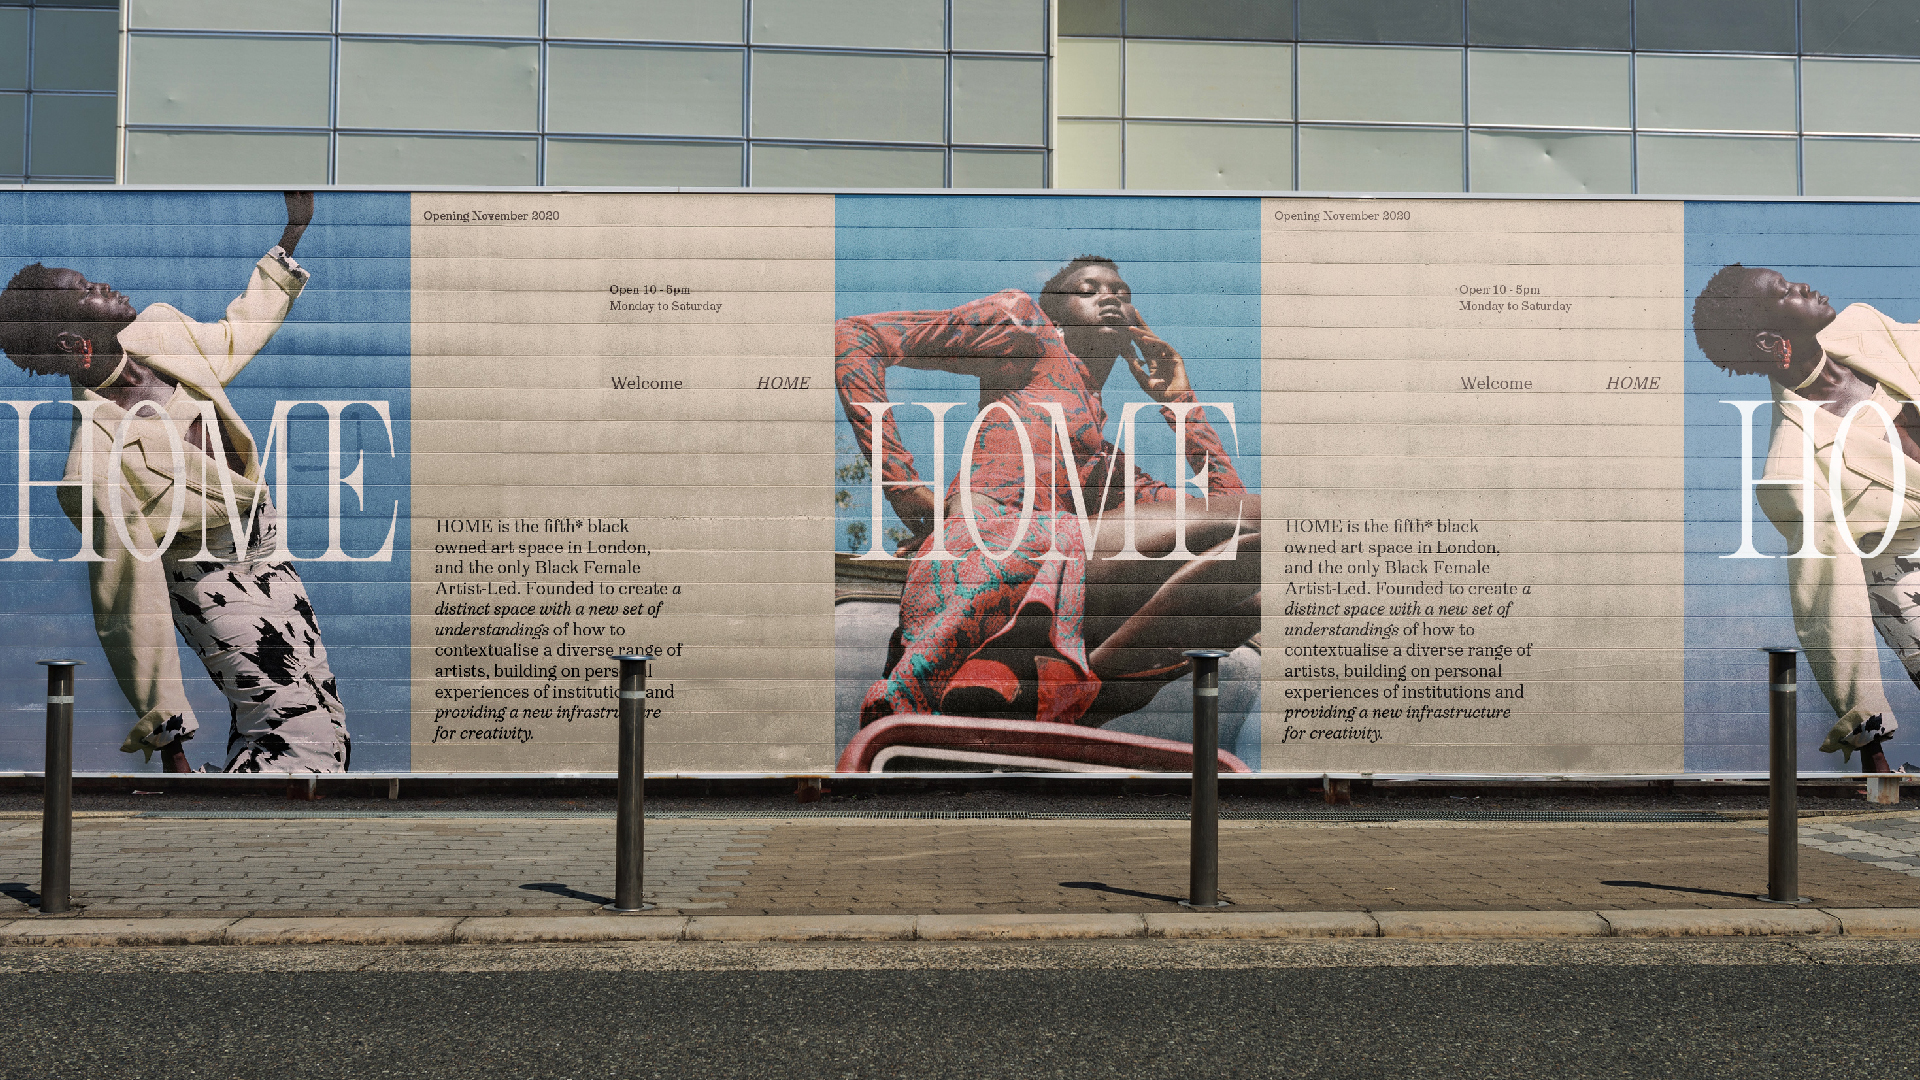 HOME
Opening November 2020
Open 10 - 5pm
Monday to Saturday
Welcome HOME
HOME is the fifth* black
owned art space in London,
and the only Black Female
Artist-Led. Founded to create a
distinct space with a new set of
understandings of how to
contextualise a diverse range of
artists, building on personal
experiences of institutions and
providing a new infrastructure
for creativity.
HOME
Opening November 2020
Open 10 - 5pm
Monday to Saturday
Welcome HOME
HOME is the fifth* black
owned art space in London,
and the only Black Female
Artist-Led. Founded to create a
distinct space with a new set of
understandings of how to
contextualise a diverse range of
artists, building on personal
experiences of institutions and
providing a new infrastructure
for creativity.
HO